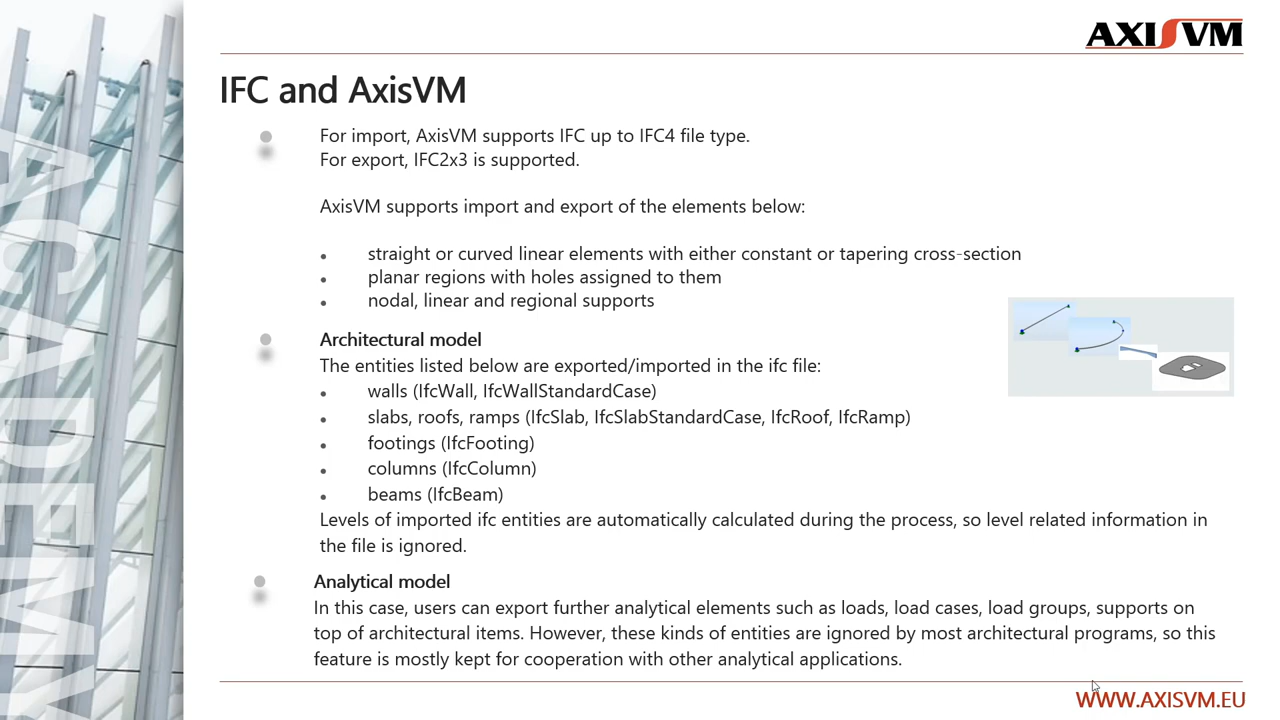 AXISVM
IFC and AxisVM
For import, AxisVM supports IFC up to IFC4 file type.
For export, IFC2x3 is supported.
AxisVM supports import and export of the elements below:
• straight or curved linear elements with either constant or tapering cross-section
• planar regions with holes assigned to them
• nodal, linear and regional supports
Architectural model
The entities listed below are exported/imported in the ifc file:
• walls (IfcWall, IfcWallStandardCase)
• slabs, roofs, ramps (IfcSlab, IfcSlabStandardCase, IfcRoof, IfcRamp)
• footings (IfcFooting)
• columns (IfcColumn)
• beams (IfcBeam)
Levels of imported ifc entities are automatically calculated during the process, so level related information in
the file is ignored.
Analytical model
In this case, users can export further analytical elements such as loads, load cases, load groups, supports on
top of architectural items. However, these kinds of entities are ignored by most architectural programs, so this
feature is mostly kept for cooperation with other analytical applications.
WWW.AXISVM.EU
ACADEMY